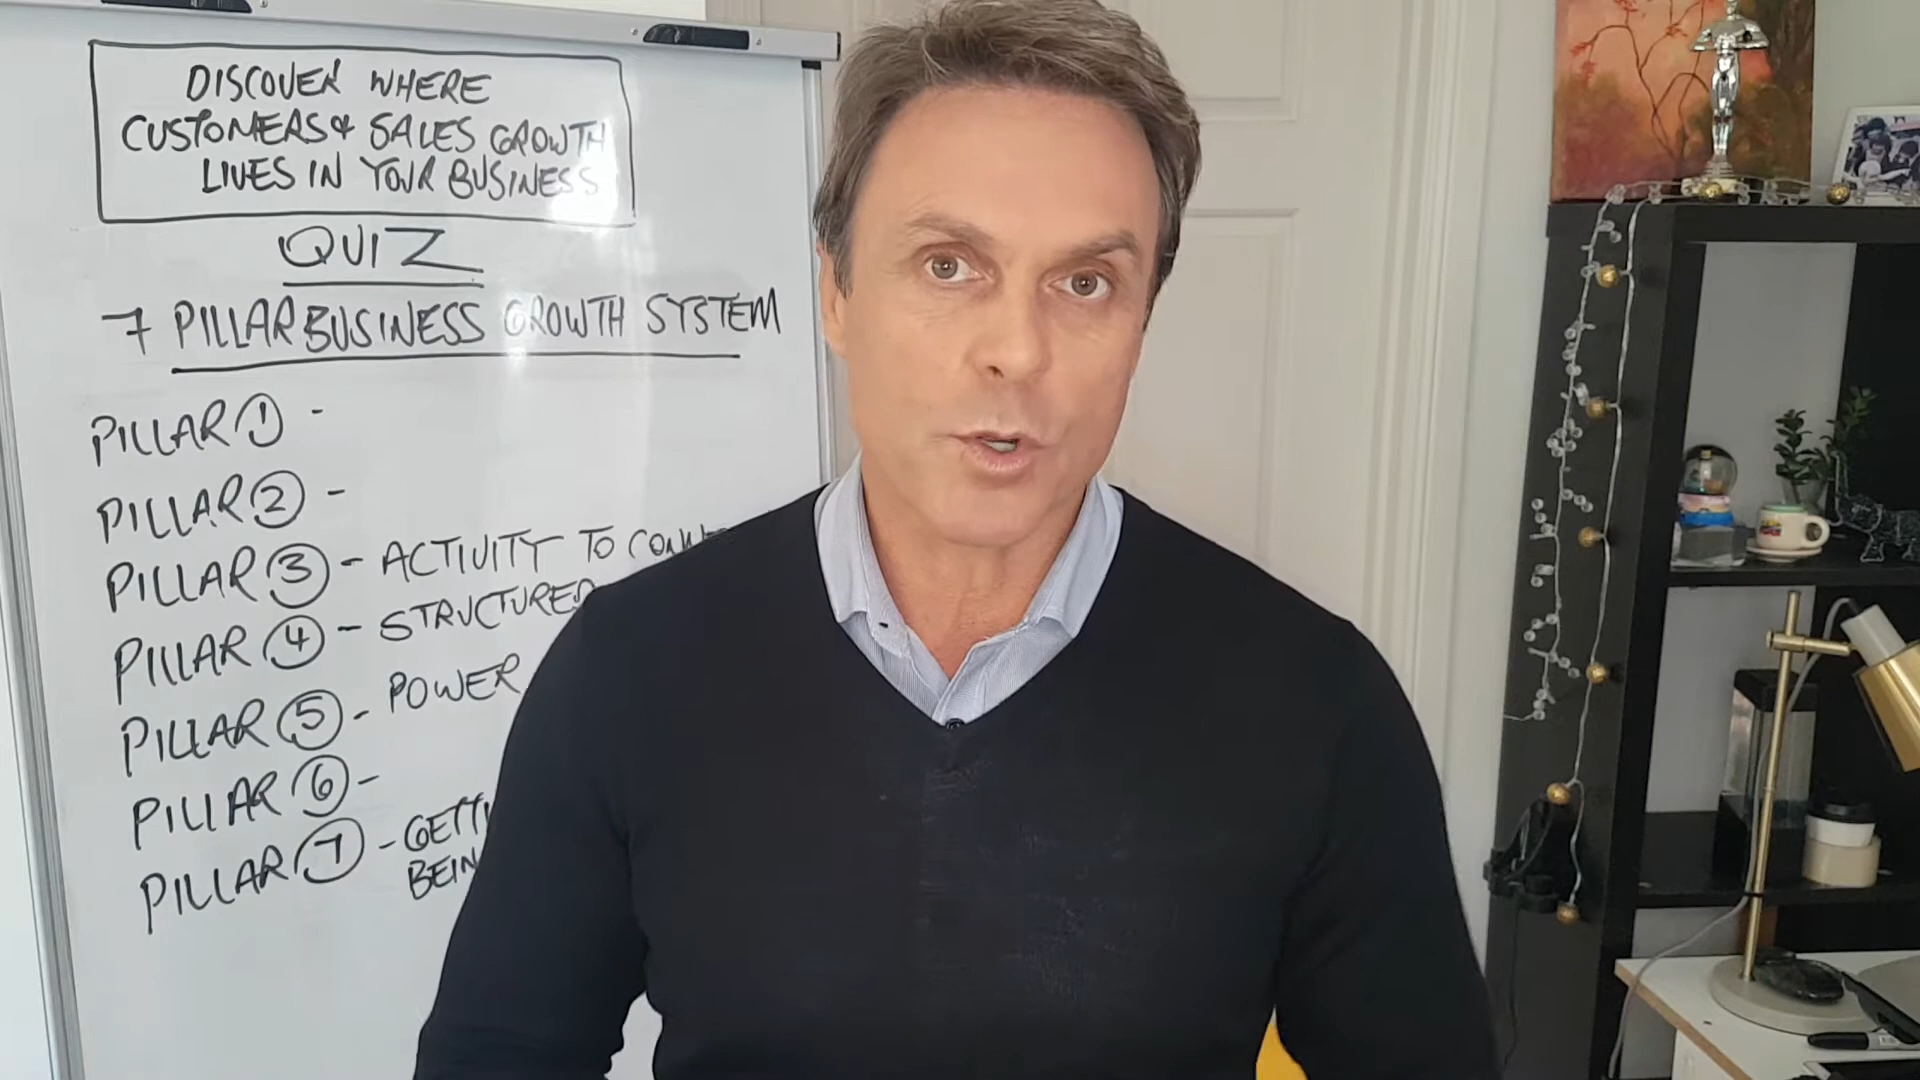 DISCOVER WHERE
CUSTOMERS & SALES GROWTH
LIVES IN YOUR BUSINESS
QUIZ
7 PILLAR BUSINESS GROWTH SYSTEM
PILLAR 1 -
PILLAR 2 -
PILLAR 3 - ACTIVITY TO
PILLAR 4 - STRUCTURED
PILLAR 5 - POWER
PILLAR 6 -
PILLAR 7 -